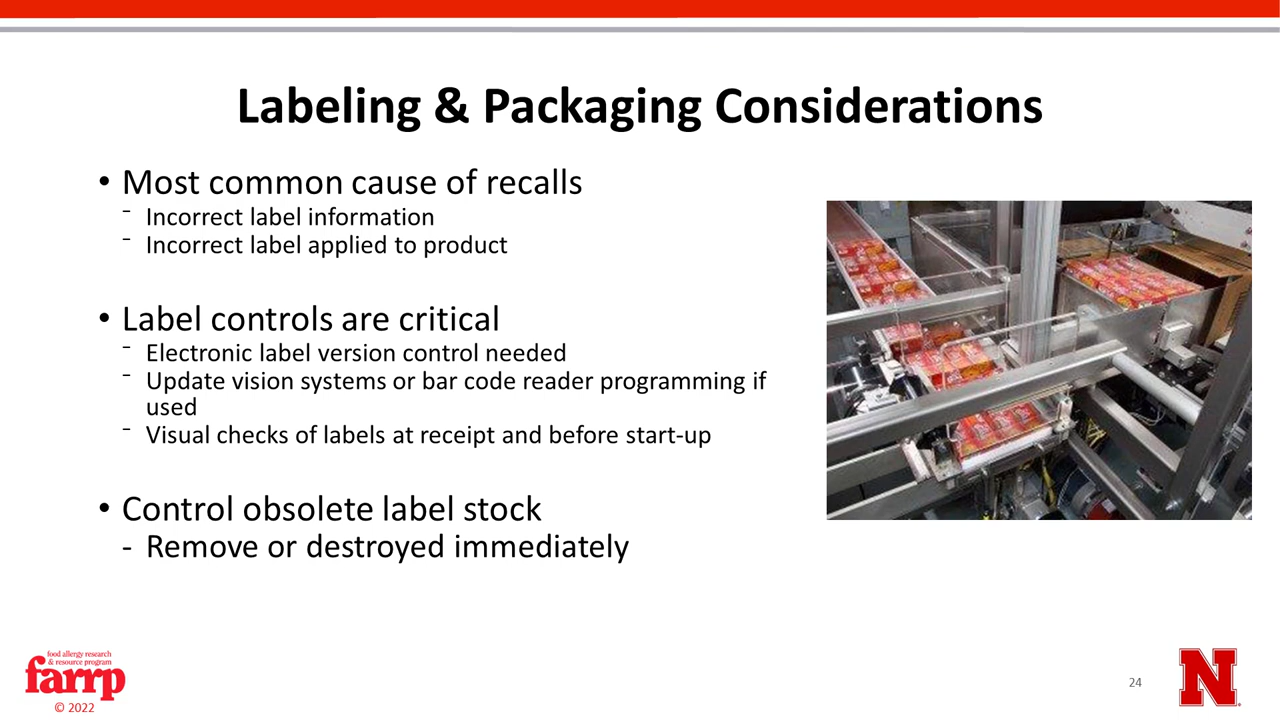 Labeling & Packaging Considerations
• Most common cause of recalls
- Incorrect label information
- Incorrect label applied to product
• Label controls are critical
- Electronic label version control needed
- Update vision systems or bar code reader programming if
used
- Visual checks of labels at receipt and before start-up
• Control obsolete label stock
- Remove or destroyed immediately
food allergy research
& resource program
farrp
© 2022
24
N